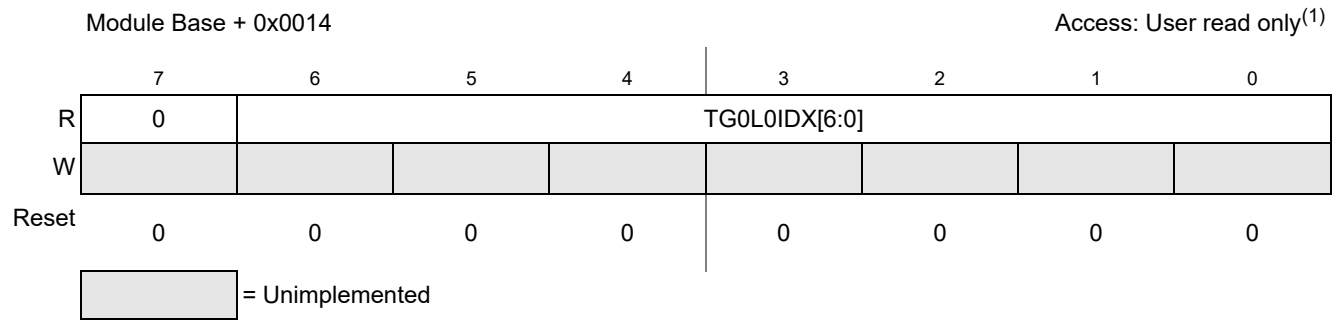 Module Base + 0x0014 Access: User read only(1)
7 6 5 4 3 2 1 0
R 0 TG0L0IDX[6:0]
W
Reset 0 0 0 0 0 0 0 0
= Unimplemented